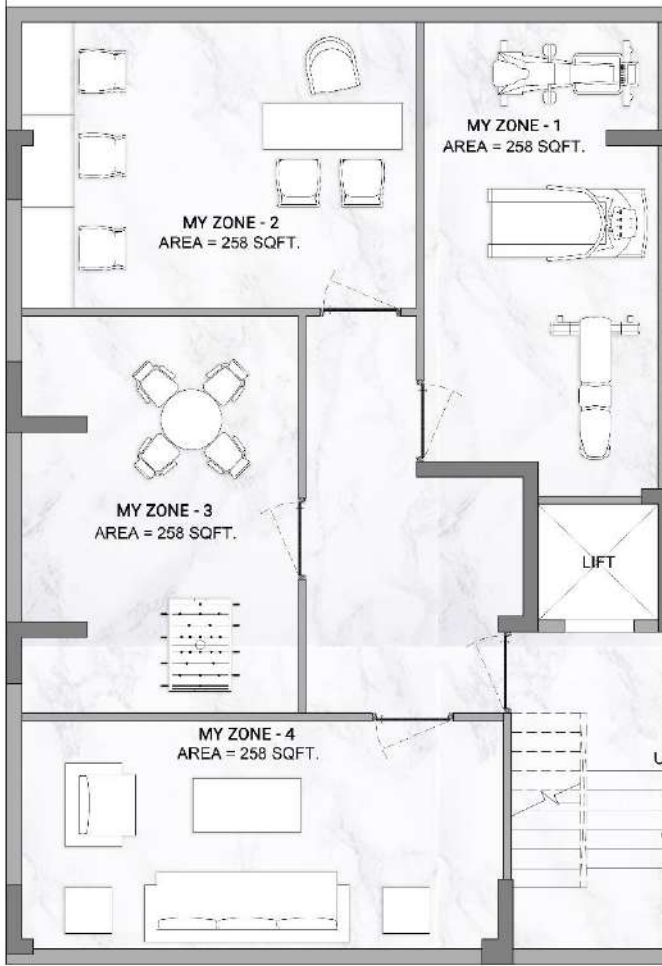 MY ZONE - 1
AREA = 258 SQFT.
MY ZONE - 2
AREA = 258 SQFT.
MY ZONE - 3
AREA = 258 SQFT.
LIFT
MY ZONE - 4
AREA = 258 SQFT.